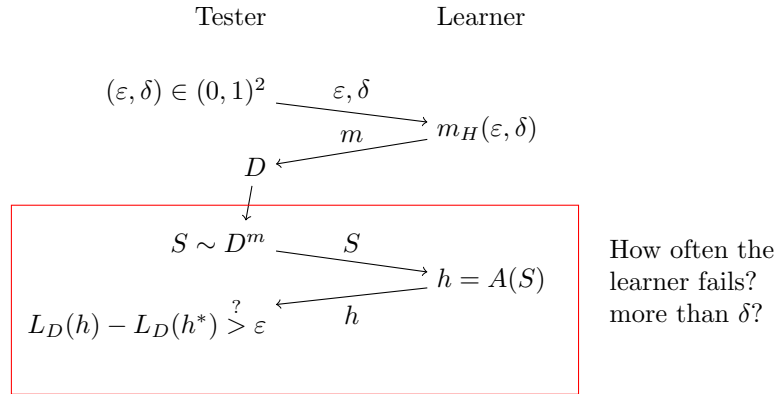 Tester Learner
(ε, δ) ∈ (0, 1)² ε, δ
m_H(ε, δ)
m
D
S ∼ D^m S
How often the
learner fails?
more than δ?
h = A(S)
h
L_D(h) − L_D(h*) >^? ε